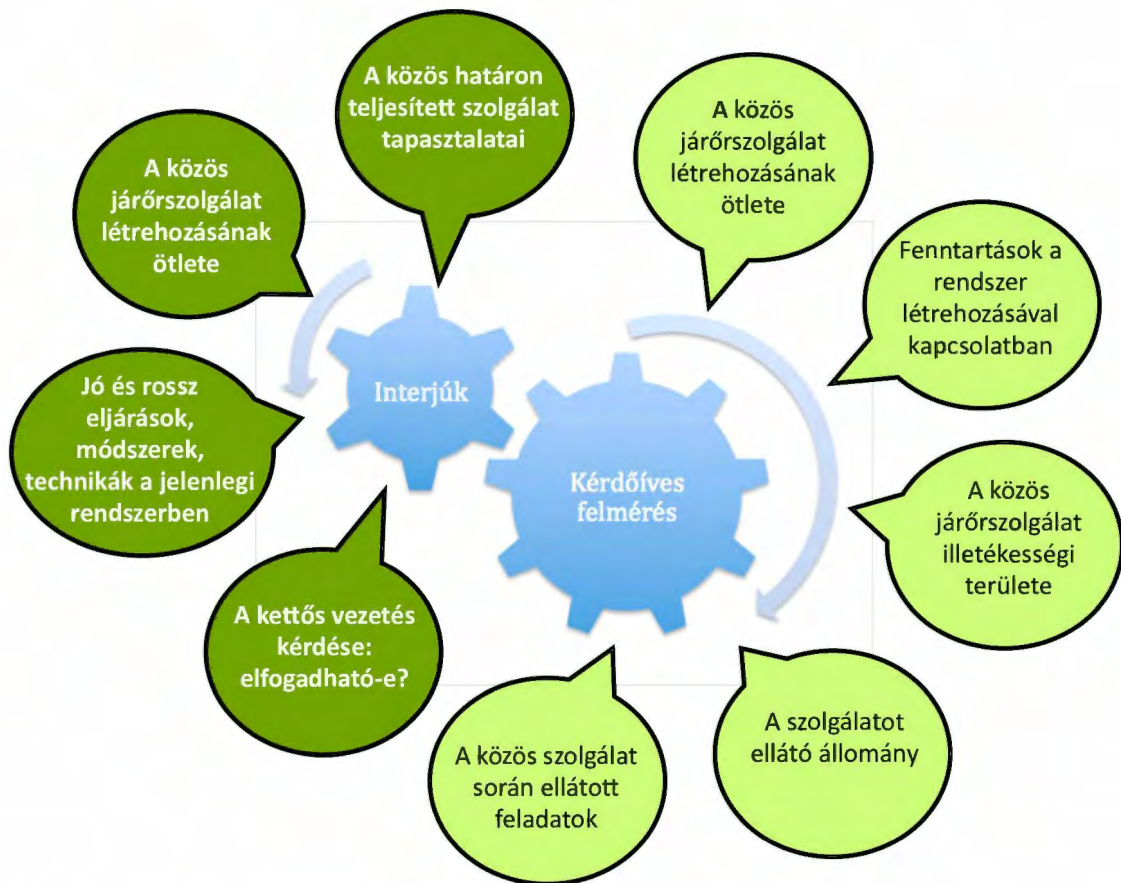 A közös határon
teljesített szolgálat
tapasztalatai
A közös
járőrszolgálat
létrehozásának
ötlete
Jó és rossz
eljárások,
módszerek,
technikák a jelenlegi
rendszerben
A kettős vezetés
kérdése:
elfogadható-e?
Interjúk
Kérdőíves
felmérés
A közös
járőrszolgálat
létrehozásának
ötlete
Fenntartások a
rendszer
létrehozásával
kapcsolatban
A közös
járőrszolgálat
illetékességi
területe
A szolgálatot
ellátó állomány
A közös szolgálat
során ellátott
feladatok